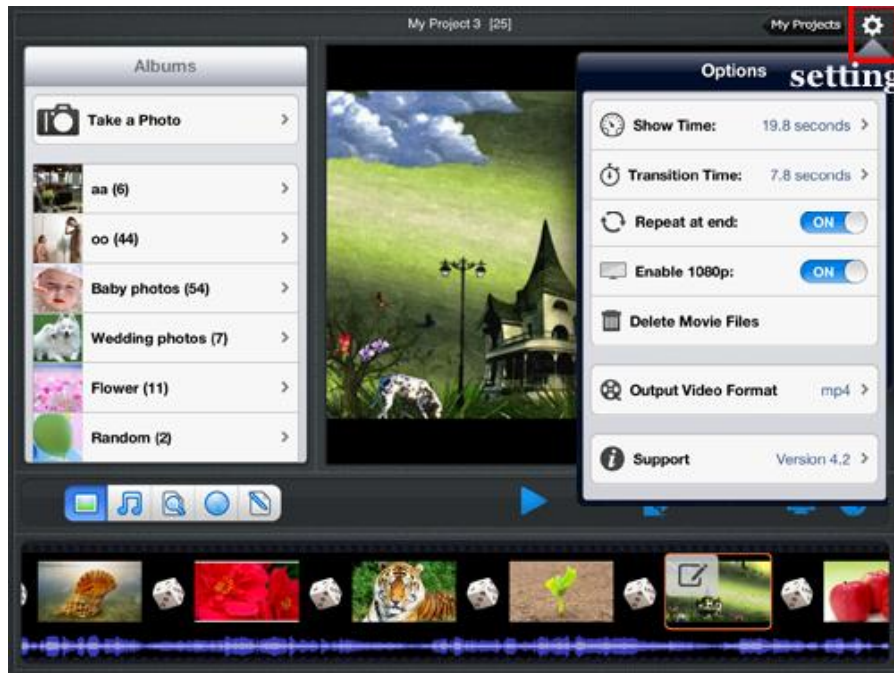 My Project 3 [25]
My Projects
setting
Albums
Take a Photo
aa (6)
oo (44)
Baby photos (54)
Wedding photos (7)
Flower (11)
Random (2)
Options
Show Time: 19.8 seconds
Transition Time: 7.8 seconds
Repeat at end: ON
Enable 1080p: ON
Delete Movie Files
Output Video Format mp4
Support Version 4.2